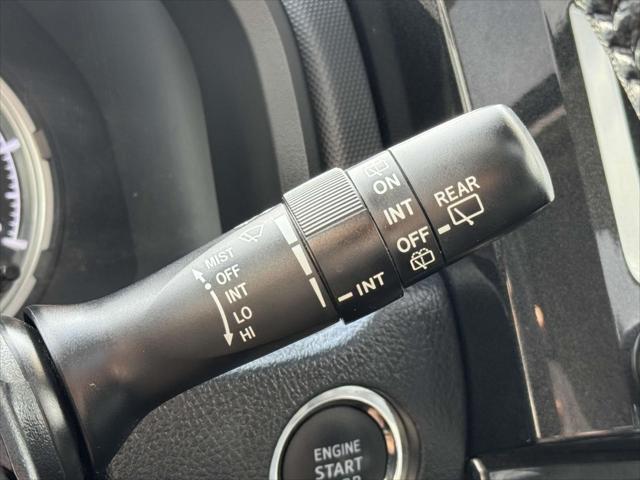 MIST
OFF
INT
LO
HI
INT
ON
INT
OFF
REAR
ENGINE
START